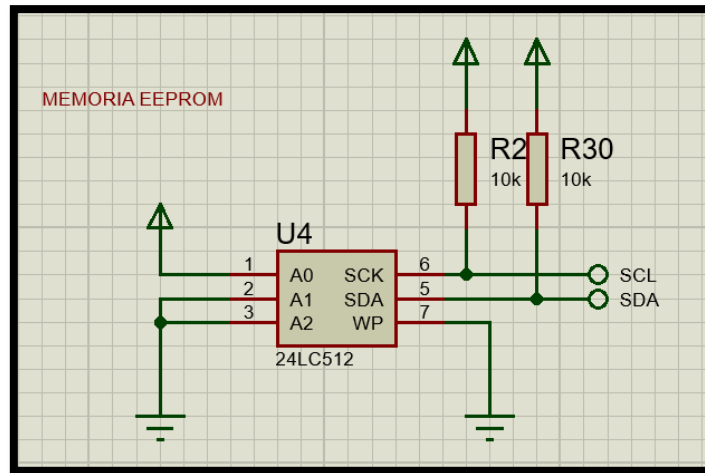 MEMORIA EEPROM
R2
10k
R30
10k
U4
1 A0 SCK 6 SCL
2 A1 SDA 5 SDA
3 A2 WP 7
24LC512